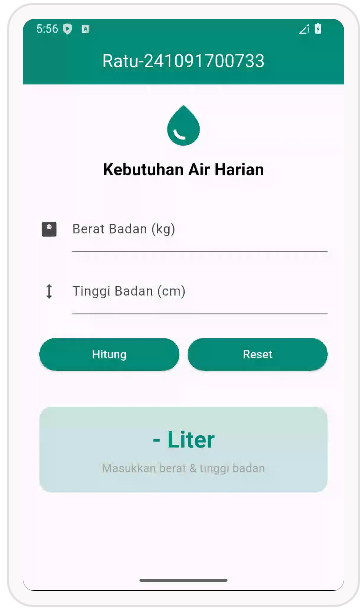 5:56
Ratu-241091700733
Kebutuhan Air Harian
Berat Badan (kg)
Tinggi Badan (cm)
Hitung Reset
- Liter
Masukkan berat & tinggi badan